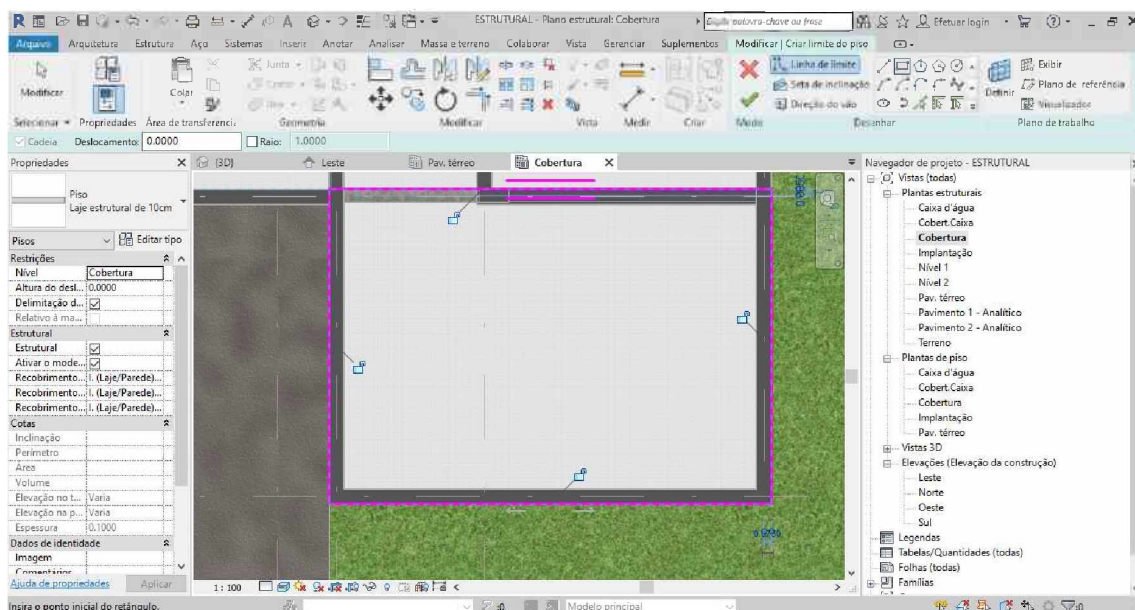 ESTRUTURAL - Plano estrutural: Cobertura
Digite palavra-chave ou frase
Efetuar login
Arquivo Arquitetura Estrutura Aço Sistemas Inserir Anotar Analisar Massa e terreno Colaborar Vista Gerenciar Suplementos Modificar | Criar limite do piso
Modificar
Colar
Junta
Linha de limite
Seta de inclinação
Direção do vão
Definir
Exibir
Plano de referência
Visualizador
Selecionar Propriedades Área de transferência Geometria Modificar Vista Medir Criar Modo Desenhar Plano de trabalho
Cadeia Deslocamento: 0.0000 Raio: 1.0000
Propriedades
{3D} Leste Pav. térreo Cobertura
Navegador de projeto - ESTRUTURAL
Piso
Laje estrutural de 10cm
Pisos Editar tipo
Restrições
Nível Cobertura
Altura do desl... 0.0000
Delimitação d...
Relativo à ma...
Estrutural
Estrutural
Ativar o mode...
Recobrimento... I. (Laje/Parede)...
Recobrimento... I. (Laje/Parede)...
Recobrimento... I. (Laje/Parede)...
Cotas
Inclinação
Perímetro
Área
Volume
Elevação no t... Varia
Elevação na p... Varia
Espessura 0.1000
Dados de identidade
Imagem
Comentários
Ajuda de propriedades Aplicar
Vistas (todas)
Plantas estruturais
Caixa d'água
Cobert.Caixa
Cobertura
Implantação
Nível 1
Nível 2
Pav. térreo
Pavimento 1 - Analítico
Pavimento 2 - Analítico
Terreno
Plantas de piso
Caixa d'água
Cobert.Caixa
Cobertura
Implantação
Pav. térreo
Vistas 3D
Elevações (Elevação da construção)
Leste
Norte
Oeste
Sul
Legendas
Tabelas/Quantidades (todas)
Folhas (todas)
Famílias
1 : 100
Insira o ponto inicial do retângulo.
:0
Modelo principal
:0